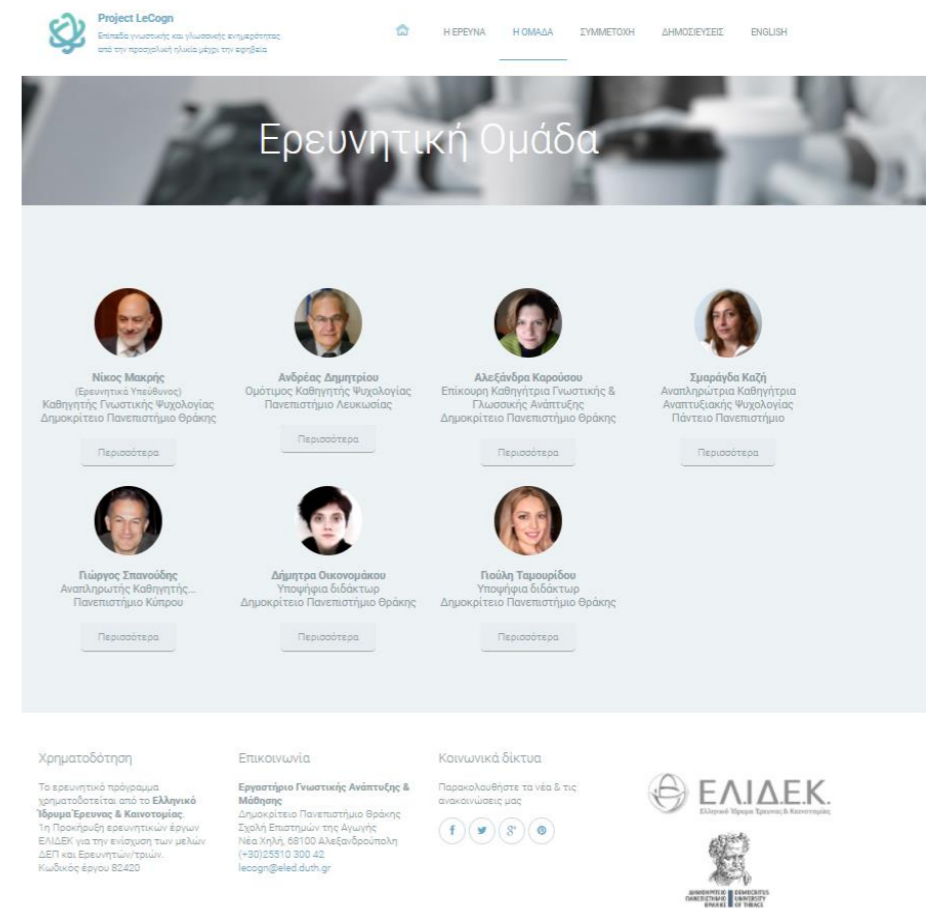 Project LeCogn
Επίπεδα γνωστικής και γλωσσικής ενημερότητας
από την προσχολική ηλικία μέχρι την εφηβεία
Η ΕΡΕΥΝΑ
Η ΟΜΑΔΑ
ΣΥΜΜΕΤΟΧΗ
ΔΗΜΟΣΙΕΥΣΕΙΣ
ENGLISH
Ερευνητική Ομάδα
Νίκος Μακρής
(Ερευνητικά Υπεύθυνος)
Καθηγητής Γνωστικής Ψυχολογίας
Δημοκρίτειο Πανεπιστήμιο Θράκης
Περισσότερα
Ανδρέας Δημητρίου
Ομότιμος Καθηγητής Ψυχολογίας
Πανεπιστήμιο Λευκωσίας
Περισσότερα
Αλεξάνδρα Καρούσου
Επίκουρη Καθηγήτρια Γνωστικής &
Γλωσσικής Ανάπτυξης
Δημοκρίτειο Πανεπιστήμιο Θράκης
Περισσότερα
Σμαράγδα Καζή
Αναπληρώτρια Καθηγήτρια
Αναπτυξιακής Ψυχολογίας
Πάντειο Πανεπιστήμιο
Περισσότερα
Γιώργος Σπανούδης
Αναπληρωτής Καθηγητής...
Πανεπιστήμιο Κύπρου
Περισσότερα
Δήμητρα Οικονομάκου
Υποψήφια διδάκτωρ
Δημοκρίτειο Πανεπιστήμιο Θράκης
Περισσότερα
Γιούλη Ταμουρίδου
Υποψήφια διδάκτωρ
Δημοκρίτειο Πανεπιστήμιο Θράκης
Περισσότερα
Χρηματοδότηση
Το ερευνητικό πρόγραμμα
χρηματοδοτείται από το Ελληνικό
Ίδρυμα Έρευνας & Καινοτομίας.
1η Προκήρυξη ερευνητικων έργων
ΕΛΙΔΕΚ για την ενίσχυση των μελών
ΔΕΠ και Ερευνητών/τριών.
Κωδικός έργου 82420
Επικοινωνία
Εργαστήριο Γνωστικής Ανάπτυξης &
Μάθησης
Δημοκρίτειο Πανεπιστήμιο Θράκης
Σχολή Επιστημών της Αγωγής
Νέα Χηλή, 68100 Αλεξανδρούπολη
(+30)25510 300 42
lecogn@eled.duth.gr
Κοινωνικά δίκτυα
Παρακολουθήστε τα νέα & τις
ανακοινώσεις μας
ΕΛ.ΙΔ.Ε.Κ.
Ελληνικό Ίδρυμα Έρευνας & Καινοτομίας
ΔΗΜΟΚΡΙΤΕΙΟ
ΠΑΝΕΠΙΣΤΗΜΙΟ
ΘΡΑΚΗΣ
DEMOCRITUS
UNIVERSITY
OF THRACE